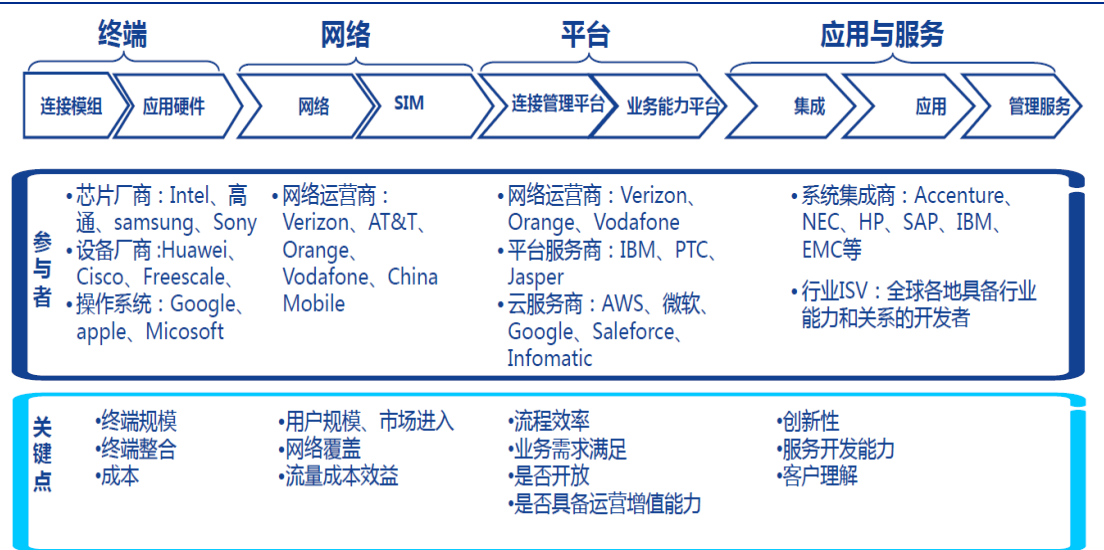 终端
网络
平台
应用与服务
连接模组
应用硬件
网络
SIM
连接管理平台
业务能力平台
集成
应用
管理服务
参与者
•芯片厂商：Intel、高
通、samsung、Sony
•设备厂商:Huawei、
Cisco、Freescale、
•操作系统：Google、
apple、Micosoft
•网络运营商：
Verizon、AT&T、
Orange、
Vodafone、China
Mobile
•网络运营商：Verizon、
Orange、Vodafone
•平台服务商：IBM、PTC、
Jasper
•云服务商：AWS、微软、
Google、Saleforce、
Infomatic
•系统集成商：Accenture、
NEC、HP、SAP、IBM、
EMC等
•行业ISV：全球各地具备行业
能力和关系的开发者
关键点
•终端规模
•终端整合
•成本
•用户规模、市场进入
•网络覆盖
•流量成本效益
•流程效率
•业务需求满足
•是否开放
•是否具备运营增值能力
•创新性
•服务开发能力
•客户理解